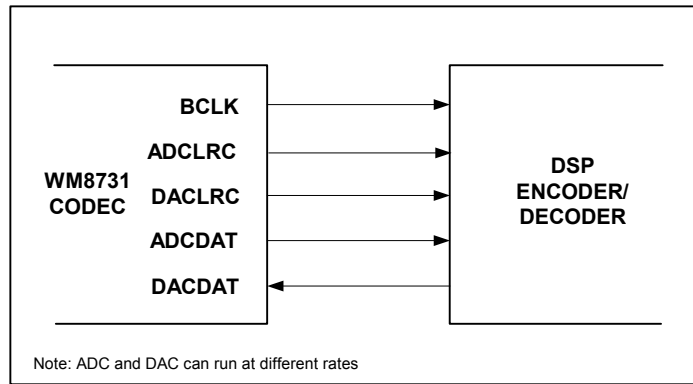 BCLK
ADCLRC
WM8731
CODEC
DACLRC
ADCDAT
DACDAT
DSP
ENCODER/
DECODER
Note: ADC and DAC can run at different rates